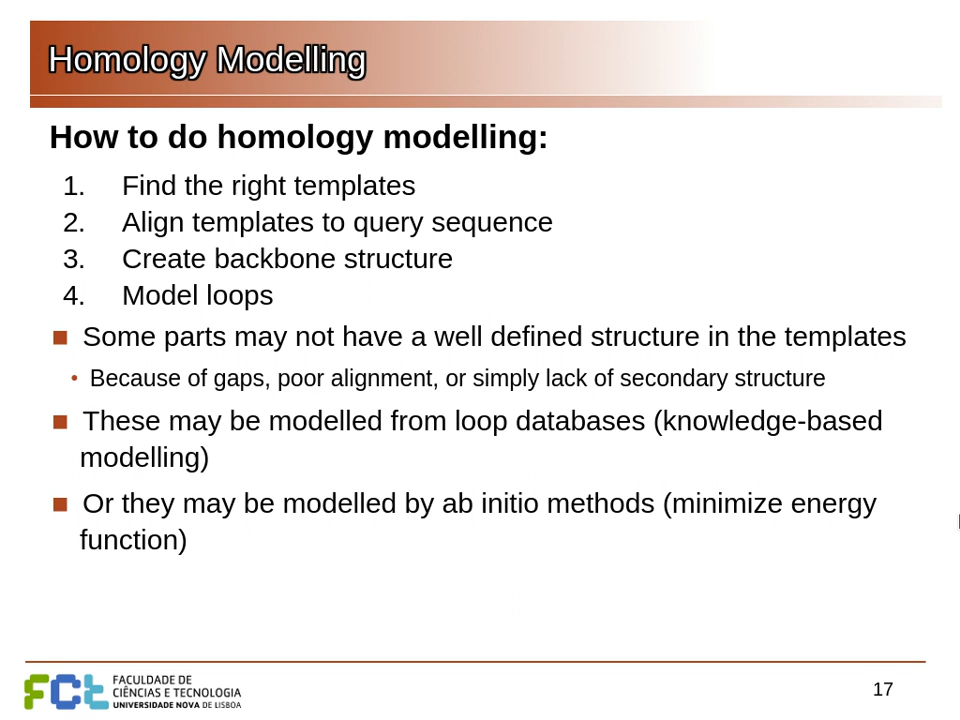 Homology Modelling
How to do homology modelling:
1. Find the right templates
2. Align templates to query sequence
3. Create backbone structure
4. Model loops
■ Some parts may not have a well defined structure in the templates
• Because of gaps, poor alignment, or simply lack of secondary structure
■ These may be modelled from loop databases (knowledge-based
modelling)
■ Or they may be modelled by ab initio methods (minimize energy
function)
FCT FACULDADE DE
CIÊNCIAS E TECNOLOGIA
UNIVERSIDADE NOVA DE LISBOA
17